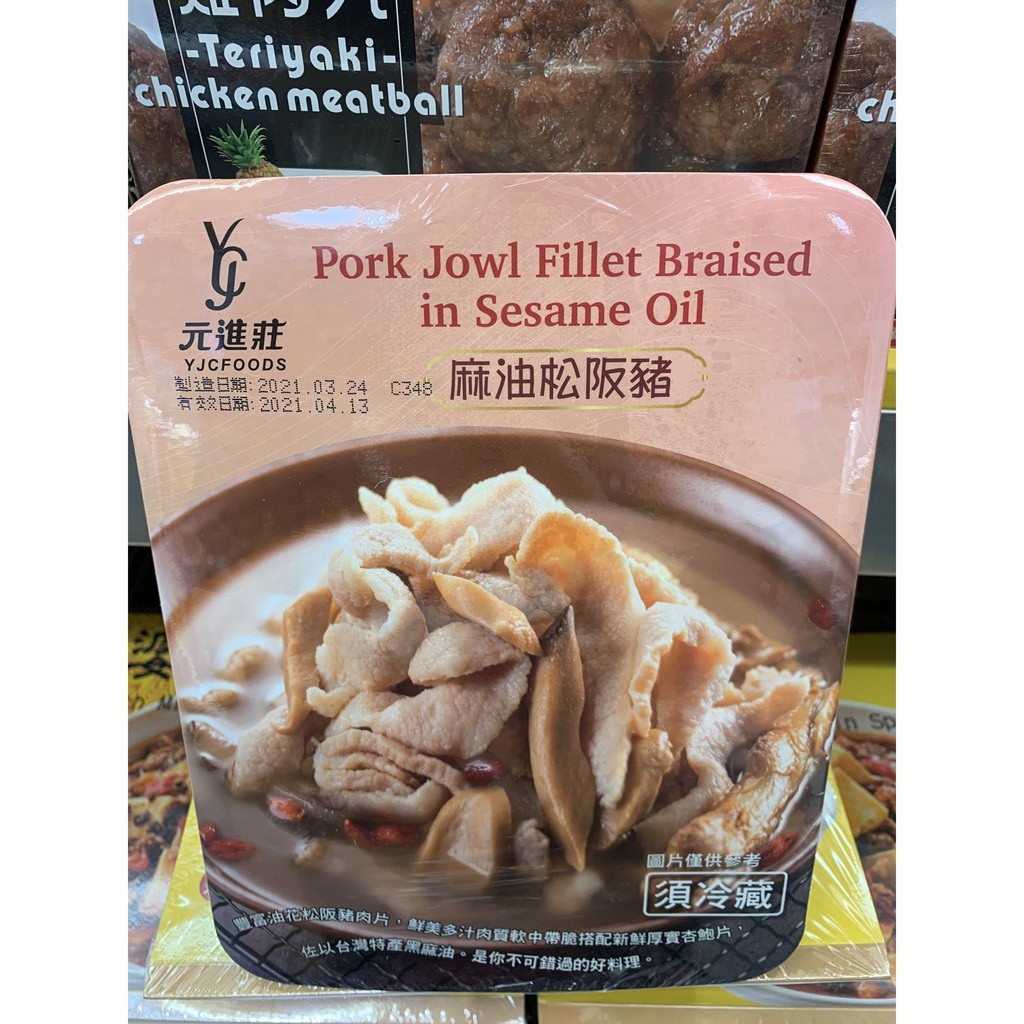 -Teriyaki-
chicken meatball
ch
YJC
元進莊
YJCFOODS
Pork Jowl Fillet Braised
in Sesame Oil
麻油松阪豬
製造日期:2021.03.24 C348
有效日期:2021.04.13
婆
n Sp
圖片僅供參考
須冷藏
豐富油花松阪豬肉片，鮮美多汁肉質軟中帶脆搭配新鮮厚實杏鮑片，
佐以台灣特產黑麻油。是你不可錯過的好料理。